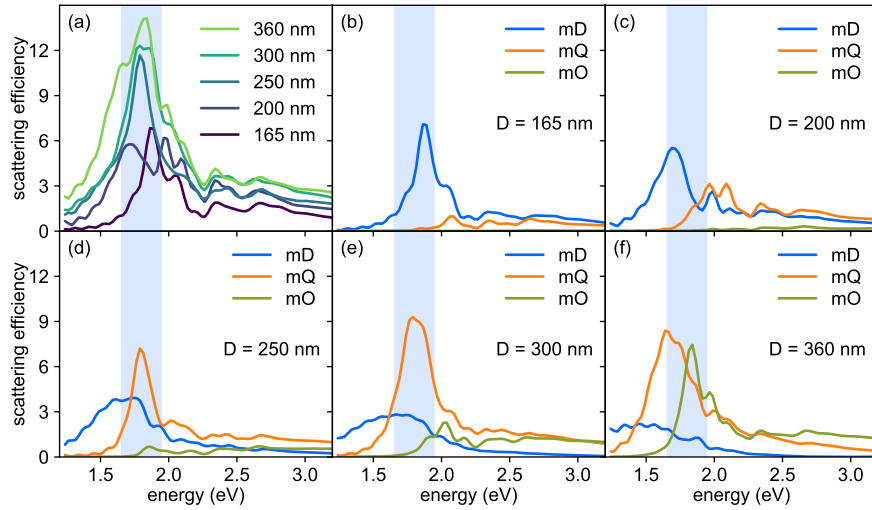 (a)
360 nm
300 nm
250 nm
200 nm
165 nm
scattering efficiency
12
9
6
3
0
(b)
mD
mQ
mO
D = 165 nm
(c)
mD
mQ
mO
D = 200 nm
(d)
mD
mQ
mO
D = 250 nm
scattering efficiency
12
9
6
3
0
1.5 2.0 2.5 3.0
energy (eV)
(e)
mD
mQ
mO
D = 300 nm
1.5 2.0 2.5 3.0
energy (eV)
(f)
mD
mQ
mO
D = 360 nm
1.5 2.0 2.5 3.0
energy (eV)